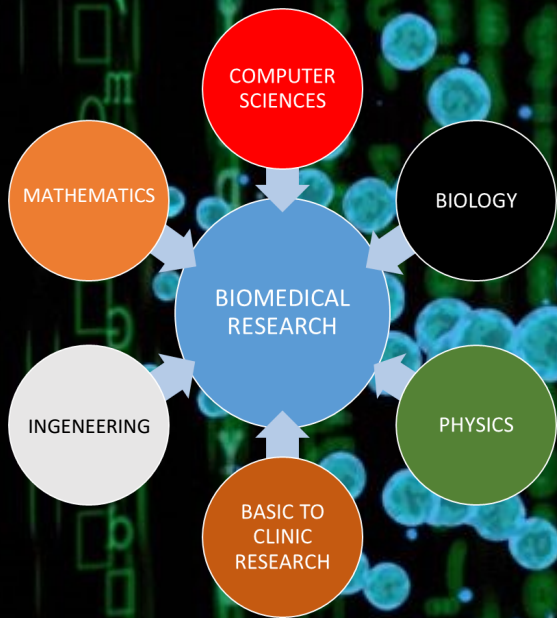 COMPUTER
SCIENCES
MATHEMATICS
BIOLOGY
BIOMEDICAL
RESEARCH
INGENEERING
PHYSICS
BASIC TO
CLINIC
RESEARCH